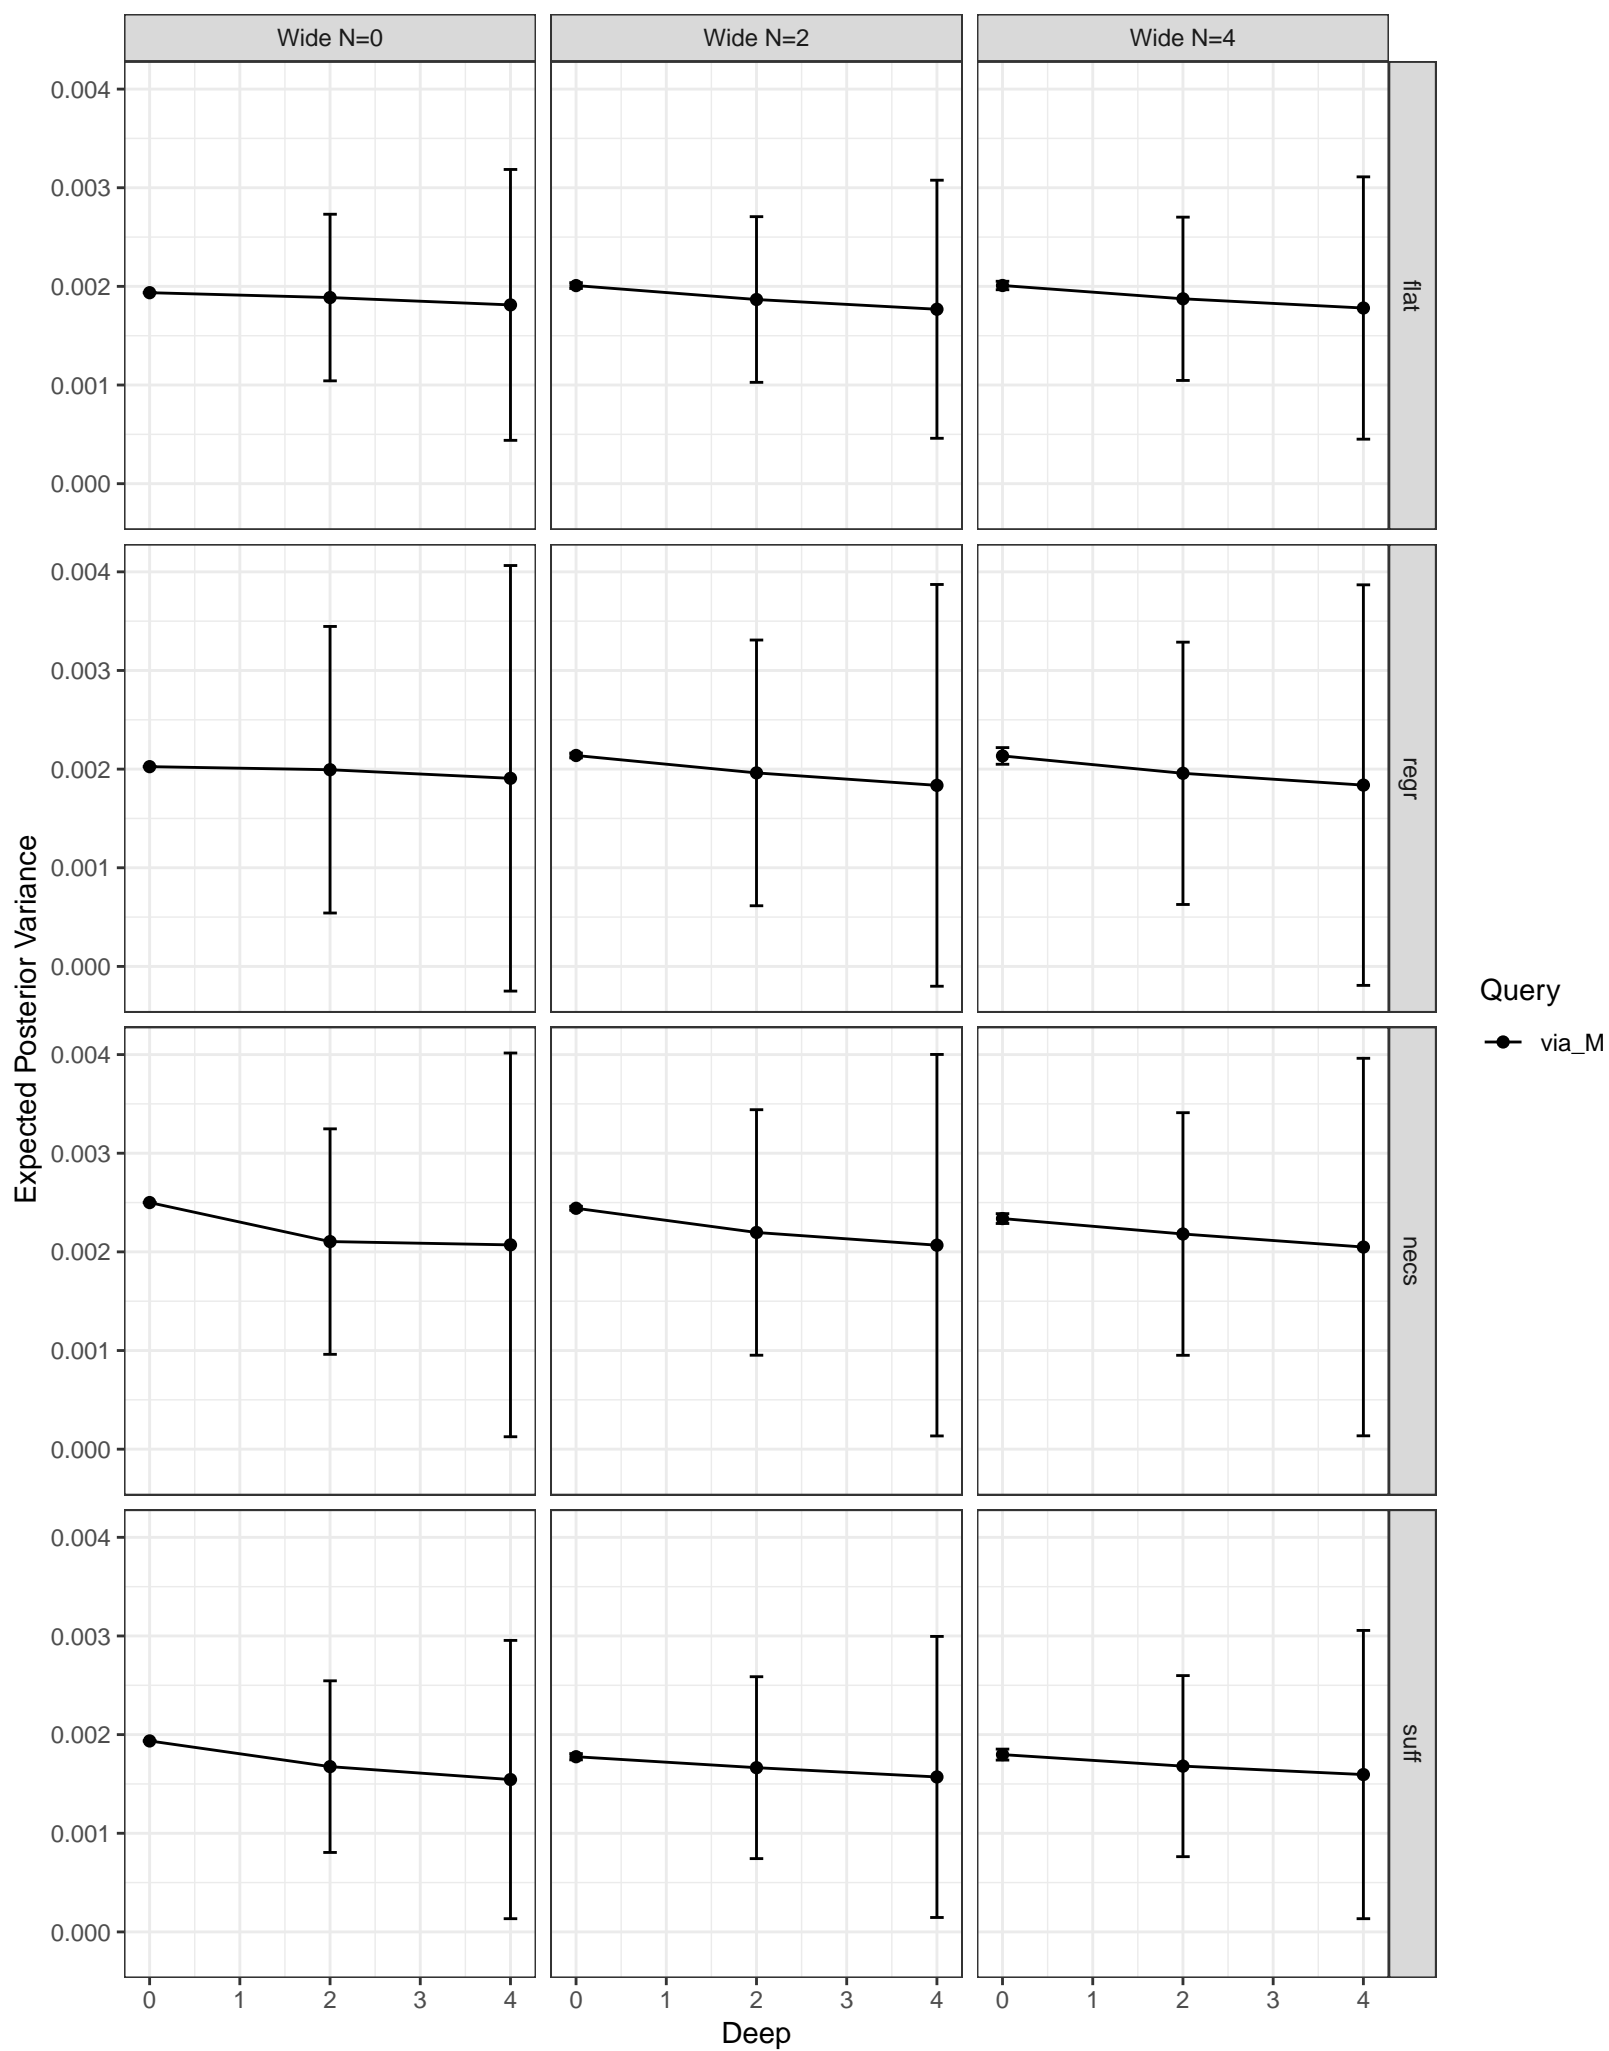 Wide N=0 Wide N=2 Wide N=4
0.004
0.003
0.002
0.001
0.000
flat
0.004
0.003
0.002
0.001
0.000
regr
Expected Posterior Variance
0.004
0.003
0.002
0.001
0.000
necs
0.004
0.003
0.002
0.001
0.000
suff
0 1 2 3 4 0 1 2 3 4 0 1 2 3 4
Deep
Query
via_M